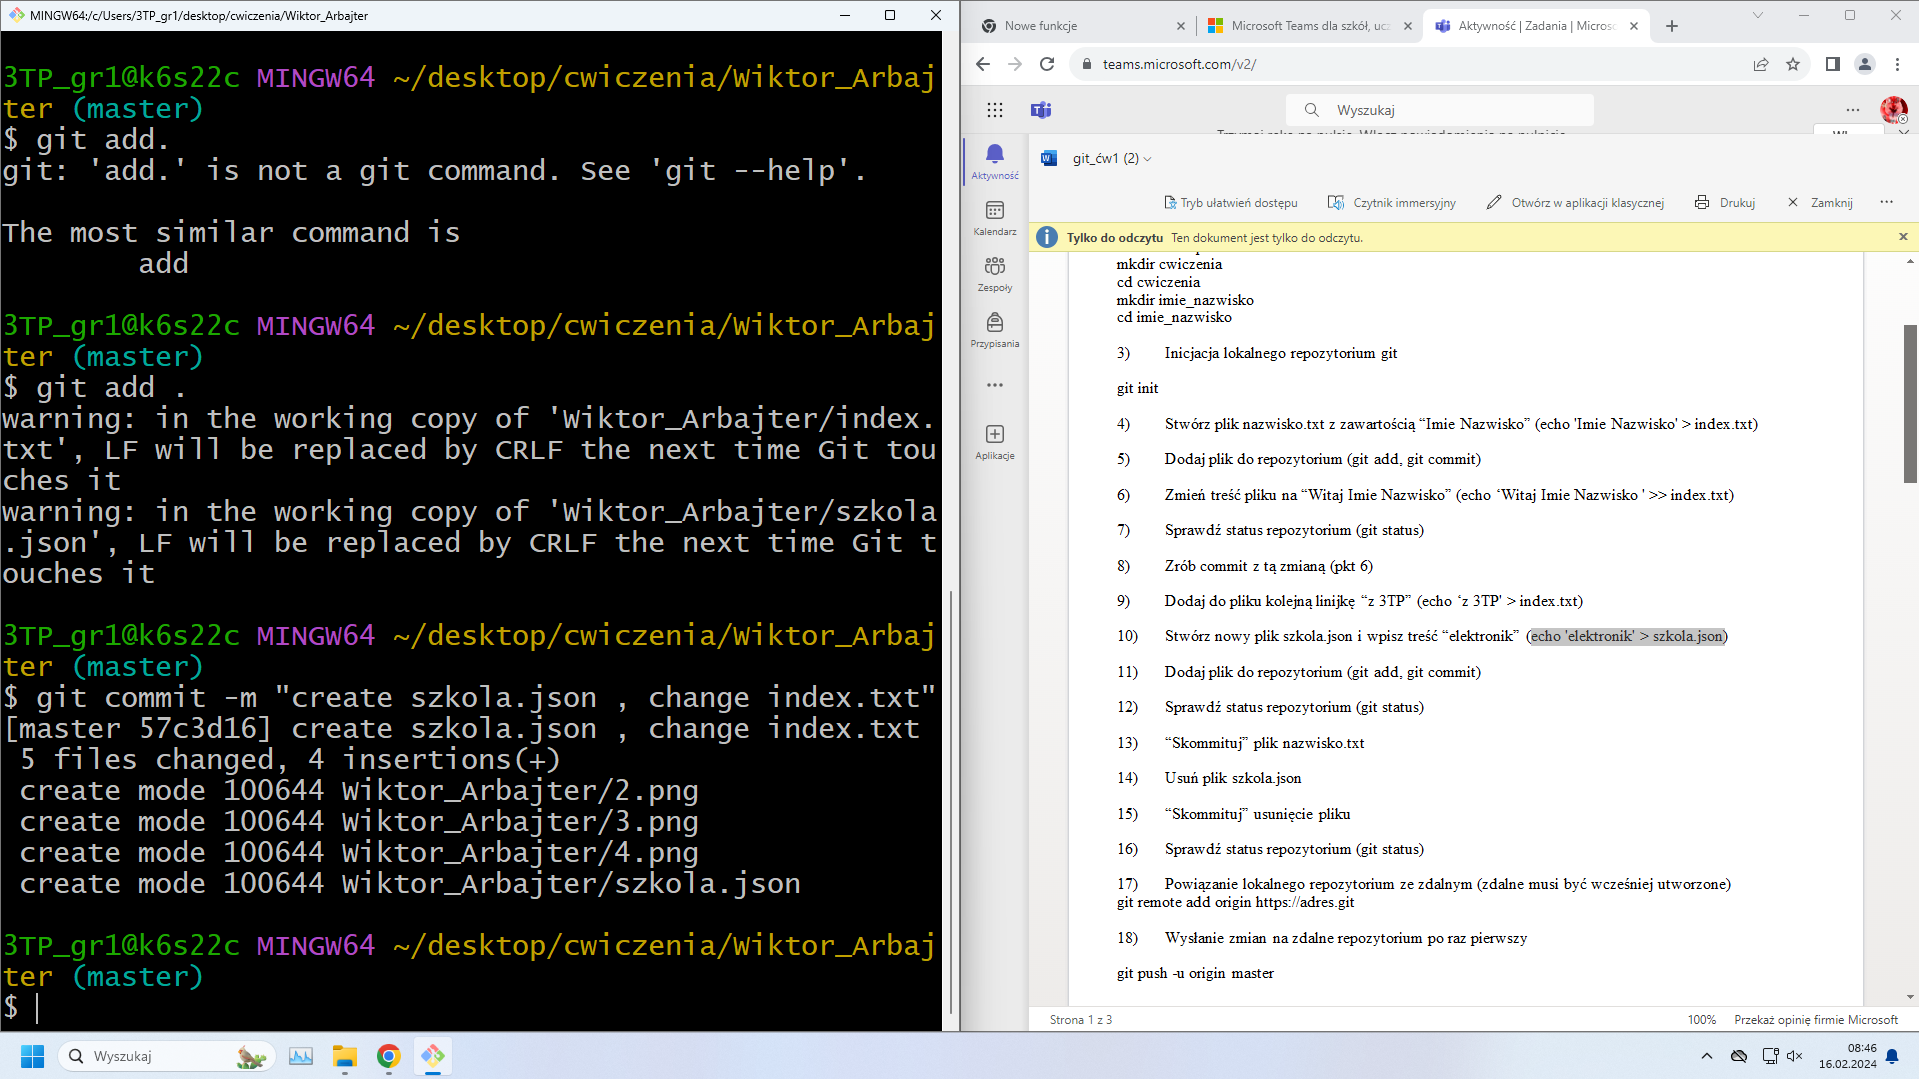 MINGW64:/c/Users/3TP_gr1/desktop/cwiczenia/Wiktor_Arbajter
3TP_gr1@k6s22c MINGW64 ~/desktop/cwiczenia/Wiktor_Arbaj
ter (master)
$ git add.
git: 'add.' is not a git command. See 'git --help'.
The most similar command is
add
3TP_gr1@k6s22c MINGW64 ~/desktop/cwiczenia/Wiktor_Arbaj
ter (master)
$ git add .
warning: in the working copy of 'Wiktor_Arbajter/index.
txt', LF will be replaced by CRLF the next time Git tou
ches it
warning: in the working copy of 'Wiktor_Arbajter/szkola
.json', LF will be replaced by CRLF the next time Git t
ouches it
3TP_gr1@k6s22c MINGW64 ~/desktop/cwiczenia/Wiktor_Arbaj
ter (master)
$ git commit -m "create szkola.json , change index.txt"
[master 57c3d16] create szkola.json , change index.txt
5 files changed, 4 insertions(+)
create mode 100644 Wiktor_Arbajter/2.png
create mode 100644 Wiktor_Arbajter/3.png
create mode 100644 Wiktor_Arbajter/4.png
create mode 100644 Wiktor_Arbajter/szkola.json
3TP_gr1@k6s22c MINGW64 ~/desktop/cwiczenia/Wiktor_Arbaj
ter (master)
$
Nowe funkcje
Microsoft Teams dla szkół, ucz
Aktywność | Zadania | Microso
teams.microsoft.com/v2/
Wyszukaj
Aktywność
Kalendarz
Zespoły
Przypisania
Aplikacje
git_ćw1 (2)
Tryb ułatwień dostępu
Czytnik immersyjny
Otwórz w aplikacji klasycznej
Drukuj
Zamknij
Tylko do odczytu Ten dokument jest tylko do odczytu.
mkdir cwiczenia
cd cwiczenia
mkdir imie_nazwisko
cd imie_nazwisko
3) Inicjacja lokalnego repozytorium git
git init
4) Stwórz plik nazwisko.txt z zawartością “Imie Nazwisko” (echo 'Imie Nazwisko' > index.txt)
5) Dodaj plik do repozytorium (git add, git commit)
6) Zmień treść pliku na “Witaj Imie Nazwisko” (echo ‘Witaj Imie Nazwisko ' >> index.txt)
7) Sprawdź status repozytorium (git status)
8) Zrób commit z tą zmianą (pkt 6)
9) Dodaj do pliku kolejną linijkę “z 3TP” (echo ‘z 3TP' > index.txt)
10) Stwórz nowy plik szkola.json i wpisz treść “elektronik” (echo 'elektronik' > szkola.json)
11) Dodaj plik do repozytorium (git add, git commit)
12) Sprawdź status repozytorium (git status)
13) “Skommituj” plik nazwisko.txt
14) Usuń plik szkola.json
15) “Skommituj” usunięcie pliku
16) Sprawdź status repozytorium (git status)
17) Powiązanie lokalnego repozytorium ze zdalnym (zdalne musi być wcześniej utworzone)
git remote add origin https://adres.git
18) Wysłanie zmian na zdalne repozytorium po raz pierwszy
git push -u origin master
Strona 1 z 3
100%
Przekaż opinię firmie Microsoft
Wyszukaj
08:46
16.02.2024